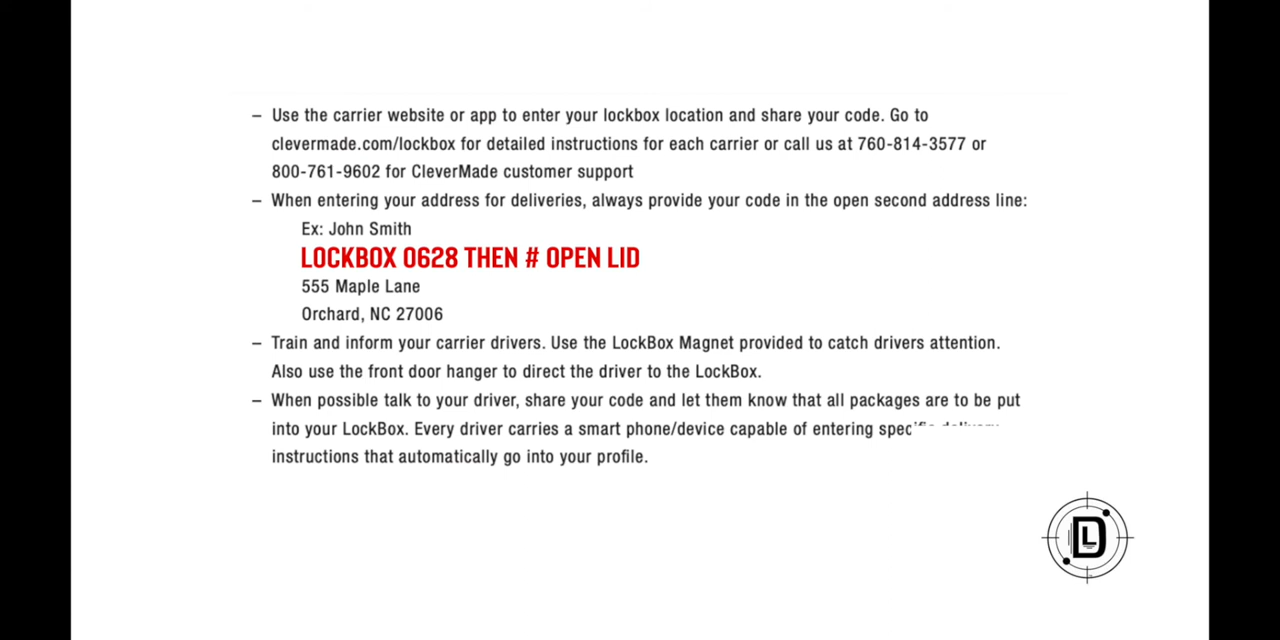 – Use the carrier website or app to enter your lockbox location and share your code. Go to
clevermade.com/lockbox for detailed instructions for each carrier or call us at 760-814-3577 or
800-761-9602 for CleverMade customer support
– When entering your address for deliveries, always provide your code in the open second address line:
Ex: John Smith
LOCKBOX 0628 THEN # OPEN LID
555 Maple Lane
Orchard, NC 27006
– Train and inform your carrier drivers. Use the LockBox Magnet provided to catch drivers attention.
Also use the front door hanger to direct the driver to the LockBox.
– When possible talk to your driver, share your code and let them know that all packages are to be put
into your LockBox. Every driver carries a smart phone/device capable of entering specific delivery
instructions that automatically go into your profile.
DL